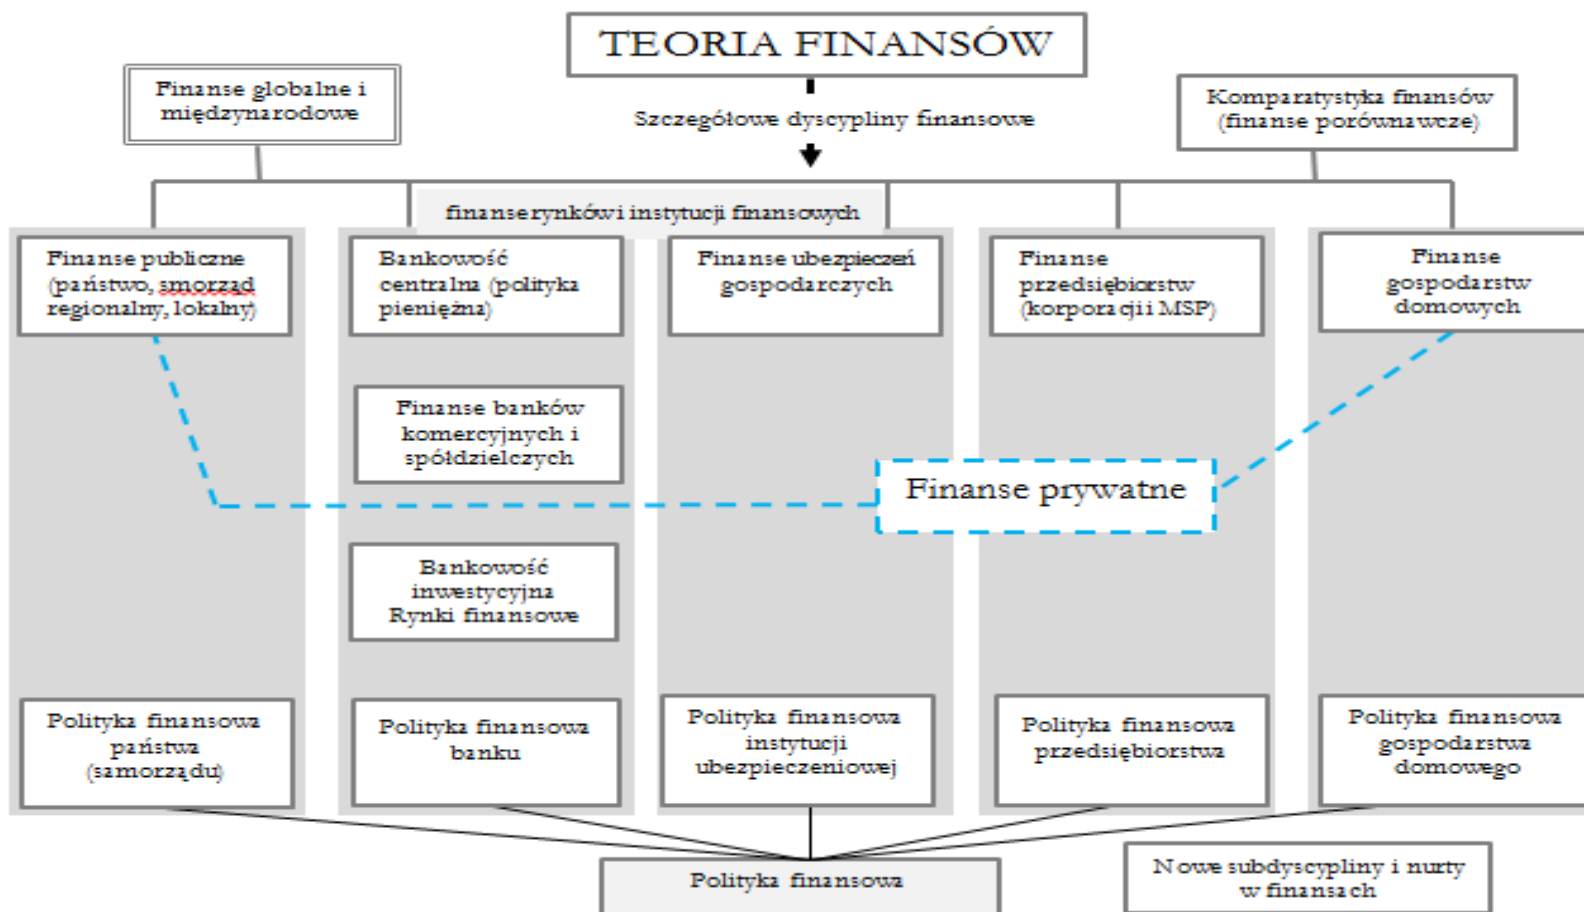 TEORIA FINANSÓW
Finanse globalne i
międzynarodowe
Szczegółowe dyscypliny finansowe
Komparatystyka finansów
(finanse porównawcze)
finanse rynków i instytucji finansowych
Finanse publiczne
(państwo, smorząd
regionalny, lokalny)
Bankowość
centralna (polityka
pieniężna)
Finanse ubezpieczeń
gospodarczych
Finanse
przedsiębiorstw
(korporacji i MSP)
Finanse
gospodarstw
domowych
Finanse banków
komercyjnych i
spółdzielczych
Finanse prywatne
Bankowość
inwestycyjna
Rynki finansowe
Polityka finansowa
państwa
(samorządu)
Polityka finansowa
banku
Polityka finansowa
instytucji
ubezpieczeniowej
Polityka finansowa
przedsiębiorstwa
Polityka finansowa
gospodarstwa
domowego
Polityka finansowa
Nowe subdyscypliny i nurty
w finansach